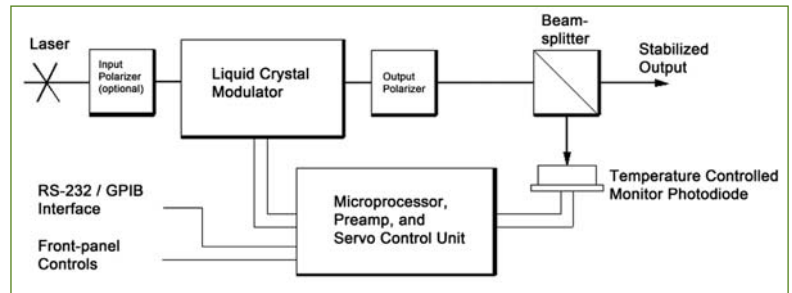 Laser
Input
Polarizer
(optional)
Liquid Crystal
Modulator
Output
Polarizer
Beam-
splitter
Stabilized
Output
Temperature Controlled
Monitor Photodiode
Microprocessor,
Preamp, and
Servo Control Unit
RS-232 / GPIB
Interface
Front-panel
Controls